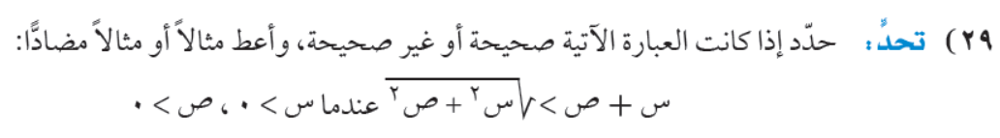 ٢٩) تحدٍّ: حدّد إذا كانت العبارة الآتية صحيحة أو غير صحيحة، وأعط مثالاً أو مثالاً مضادًّا:
س + ص > √س٢ + ص٢ عندما س > ٠ ، ص > ٠